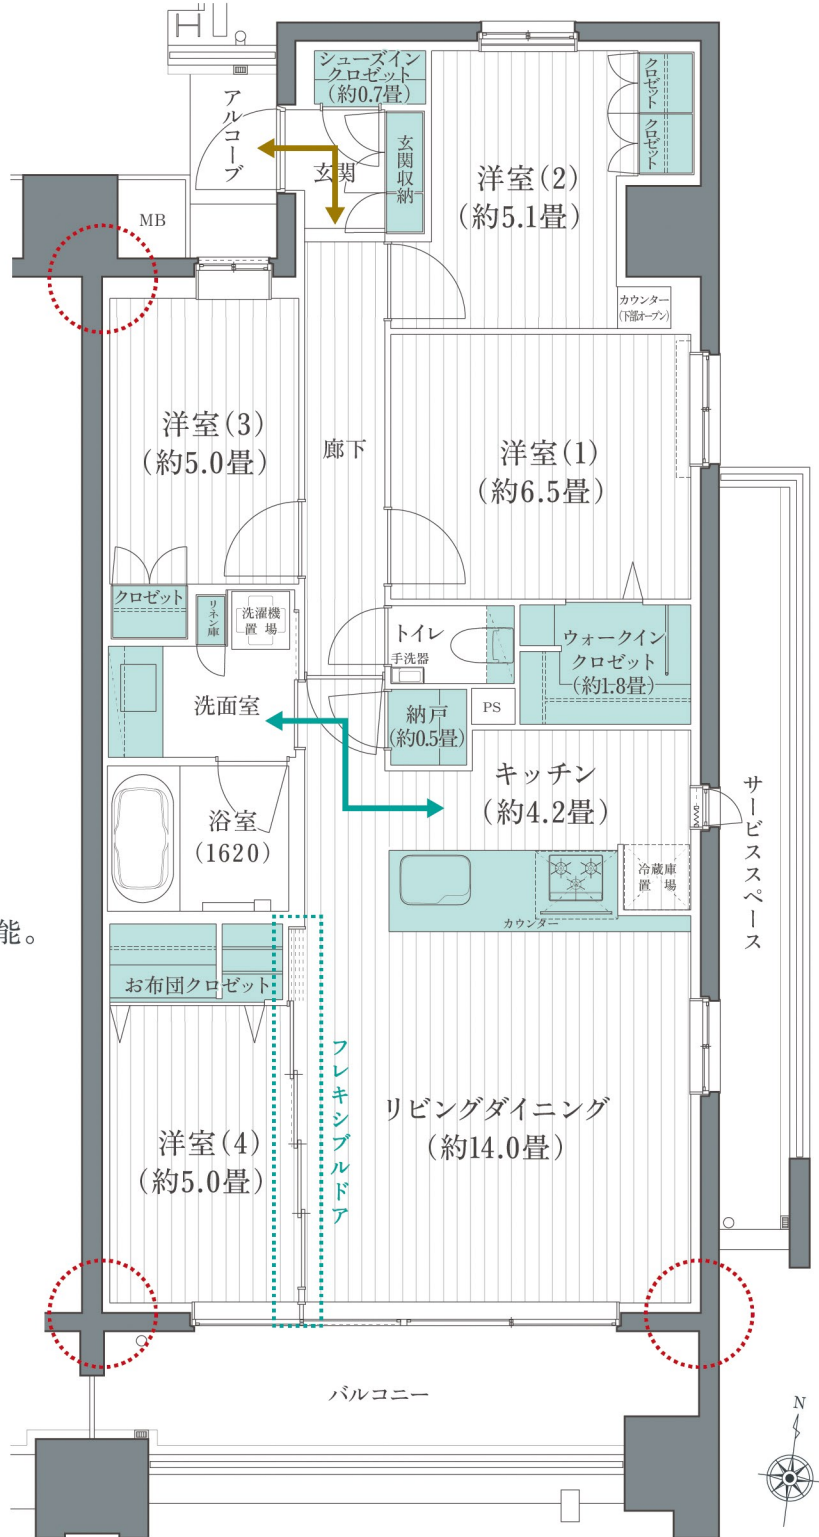 シューズイン
クロゼット
(約0.7畳)
アルコーブ
玄関
玄関収納
クロゼット
クロゼット
洋室(2)
(約5.1畳)
MB
カウンター
(下部オープン)
洋室(3)
(約5.0畳)
廊下
洋室(1)
(約6.5畳)
クロゼット
リネン庫
洗濯機
置場
トイレ
手洗器
ウォークイン
クロゼット
(約1.8畳)
洗面室
納戸
(約0.5畳)
PS
キッチン
(約4.2畳)
浴室
(1620)
冷蔵庫
置場
カウンター
サービススペース
能。
お布団クロゼット
フレキシブルドア
リビングダイニング
(約14.0畳)
洋室(4)
(約5.0畳)
バルコニー
N